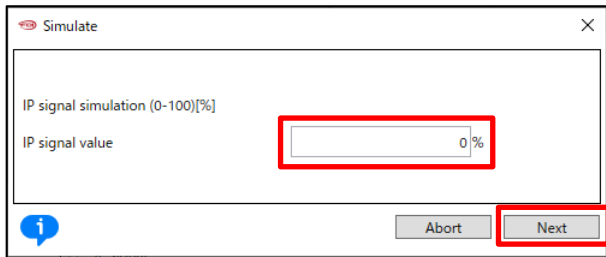 Simulate
IP signal simulation (0-100)[%]
IP signal value
0 %
Abort
Next